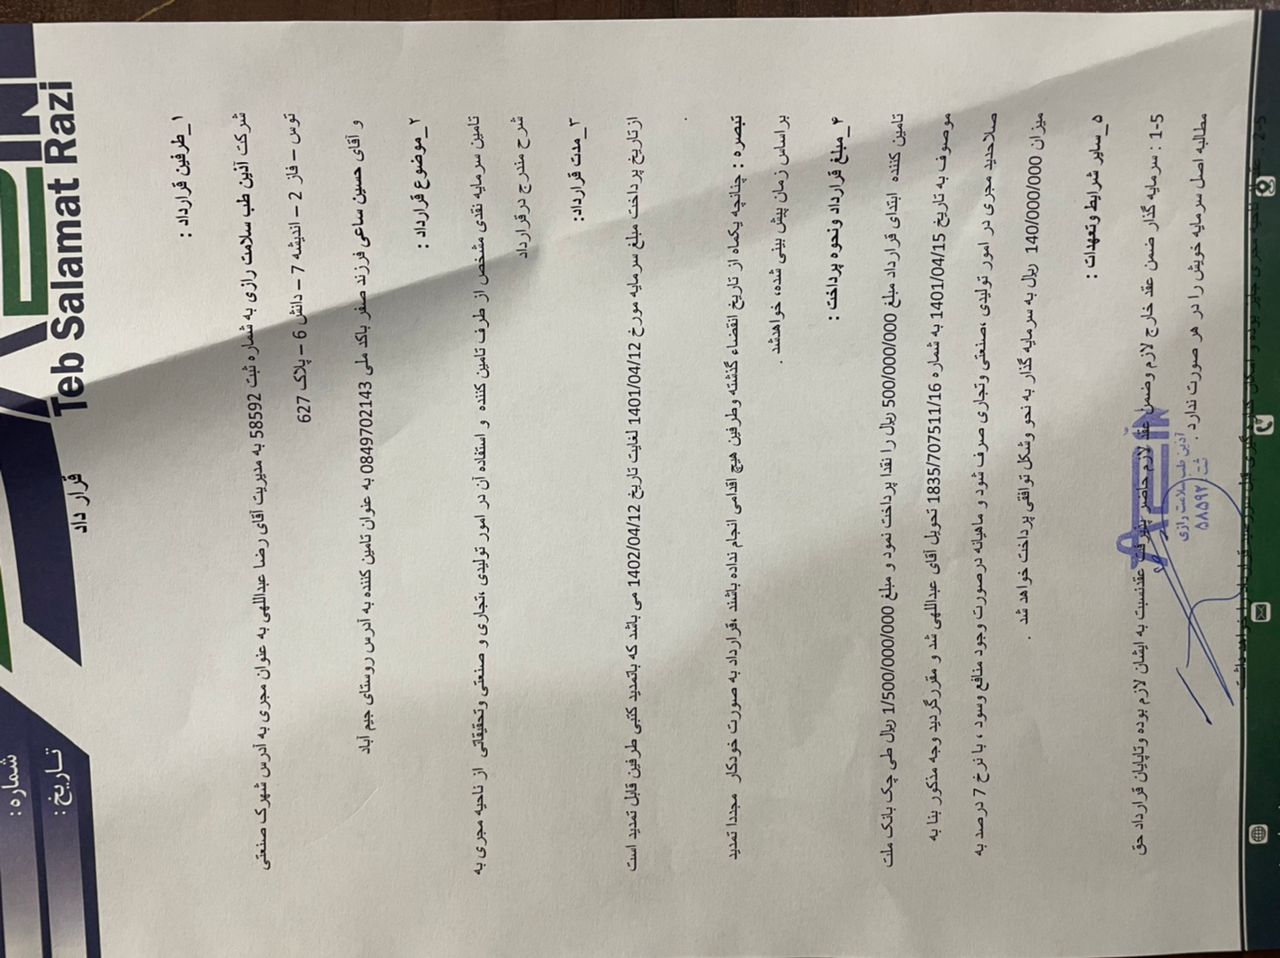 شماره:
تاریخ:
AZIN
Teb Salamat Razi
قرار داد
۱_طرفین قرارداد :
شرکت آذین طب سلامت رازی به شماره ثبت 58592 به مدیریت آقای رضا عبداللهی به عنوان مجری به آدرس شهرک صنعتی
توس – فاز 2 – اندیشه 7 – دانش 6 – پلاک 627
و آقای حسین ساعی فرزند صفر باکد ملی 0849702143 به عنوان تامین کننده به آدرس روستای جیم آباد
۲_موضوع قرارداد :
تامین سرمایه نقدی مشخص از طرف تامین کننده و استفاده آن در امور تولیدی ،تجاری و صنعتی وتحقیقاتی از ناحیه مجری به
شرح مندرج درقرارداد
۳_مدت قرارداد:
ازتاریخ پرداخت مبلغ سرمایه مورخ 1401/04/12 لغایت تاریخ 1402/04/12 می باشد که باتمدید کتبی طرفین قابل تمدید است
.
تبصره : چنانچه یکماه از تاریخ انقضاء گذشته وطرفین هیچ اقدامی انجام نداده باشند ،قرارداد به صورت خودکار مجددا تمدید
براساس زمان پیش بینی شده، خواهدشد .
۴_مبلغ قرارداد ونحوه پرداخت :
تامین کننده ابتدای قرارداد مبلغ 500/000/000 ریال را نقدا پرداخت نمود و مبلغ 1/500/000/000 ریال طی چک بانک ملت
موصوف به تاریخ 1401/04/15 به شماره 1835/707511/16 تحویل آقای عبداللهی شد و مقررگردید وجه مذکور بنا به
صلاحدید مجری در امور تولیدی ،صنعتی وتجاری صرف شود و ماهیانه درصورت وجود منافع وسود ، با نرخ 7 درصد به
میزان 140/000/000 ریال به سرمایه گذار به نحو وشکل توافقی پرداخت خواهد شد .
۵_سایر شرایط وتعهدات :
1-5 : سرمایه گذار ضمن عقد خارج لازم وضمن عقد لازم حاضر پذیرفت عقدنسبت به ایشان لازم بوده وتاپایان قرارداد حق
مطالبه اصل سرمایه خویش را در هر صورت ندارد .
AZIN
آذین طب سلامت رازی
ثبت ۵۸۵۹۲
2-5 : ناحیه مجری جایز بوده و امکان قرارداد را خواهد داشت .